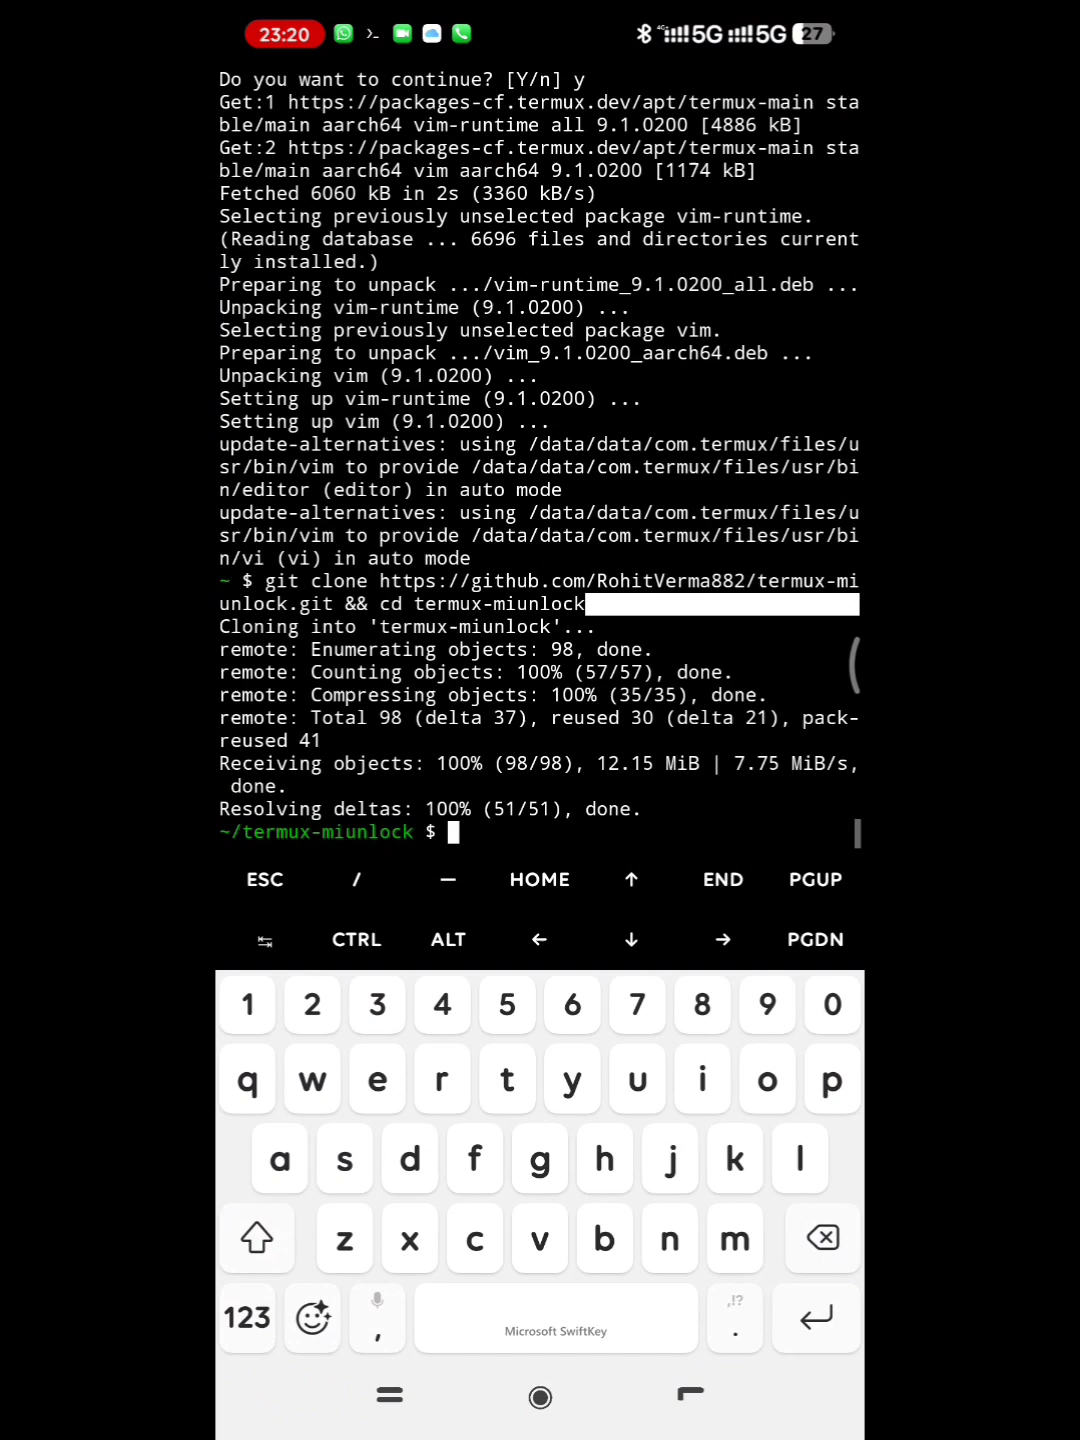 23:20 5G 5G 27
Do you want to continue? [Y/n] y
Get:1 https://packages-cf.termux.dev/apt/termux-main sta
ble/main aarch64 vim-runtime all 9.1.0200 [4886 kB]
Get:2 https://packages-cf.termux.dev/apt/termux-main sta
ble/main aarch64 vim aarch64 9.1.0200 [1174 kB]
Fetched 6060 kB in 2s (3360 kB/s)
Selecting previously unselected package vim-runtime.
(Reading database ... 6696 files and directories current
ly installed.)
Preparing to unpack .../vim-runtime_9.1.0200_all.deb ...
Unpacking vim-runtime (9.1.0200) ...
Selecting previously unselected package vim.
Preparing to unpack .../vim_9.1.0200_aarch64.deb ...
Unpacking vim (9.1.0200) ...
Setting up vim-runtime (9.1.0200) ...
Setting up vim (9.1.0200) ...
update-alternatives: using /data/data/com.termux/files/u
sr/bin/vim to provide /data/data/com.termux/files/usr/bi
n/editor (editor) in auto mode
update-alternatives: using /data/data/com.termux/files/u
sr/bin/vim to provide /data/data/com.termux/files/usr/bi
n/vi (vi) in auto mode
~ $ git clone https://github.com/RohitVerma882/termux-mi
unlock.git && cd termux-miunlock
Cloning into 'termux-miunlock'...
remote: Enumerating objects: 98, done.
remote: Counting objects: 100% (57/57), done.
remote: Compressing objects: 100% (35/35), done.
remote: Total 98 (delta 37), reused 30 (delta 21), pack-
reused 41
Receiving objects: 100% (98/98), 12.15 MiB | 7.75 MiB/s,
 done.
Resolving deltas: 100% (51/51), done.
~/termux-miunlock $
ESC / — HOME ↑ END PGUP
↹ CTRL ALT ← ↓ → PGDN
1 2 3 4 5 6 7 8 9 0
q w e r t y u i o p
a s d f g h j k l
z x c v b n m
123 , Microsoft SwiftKey ,!? .